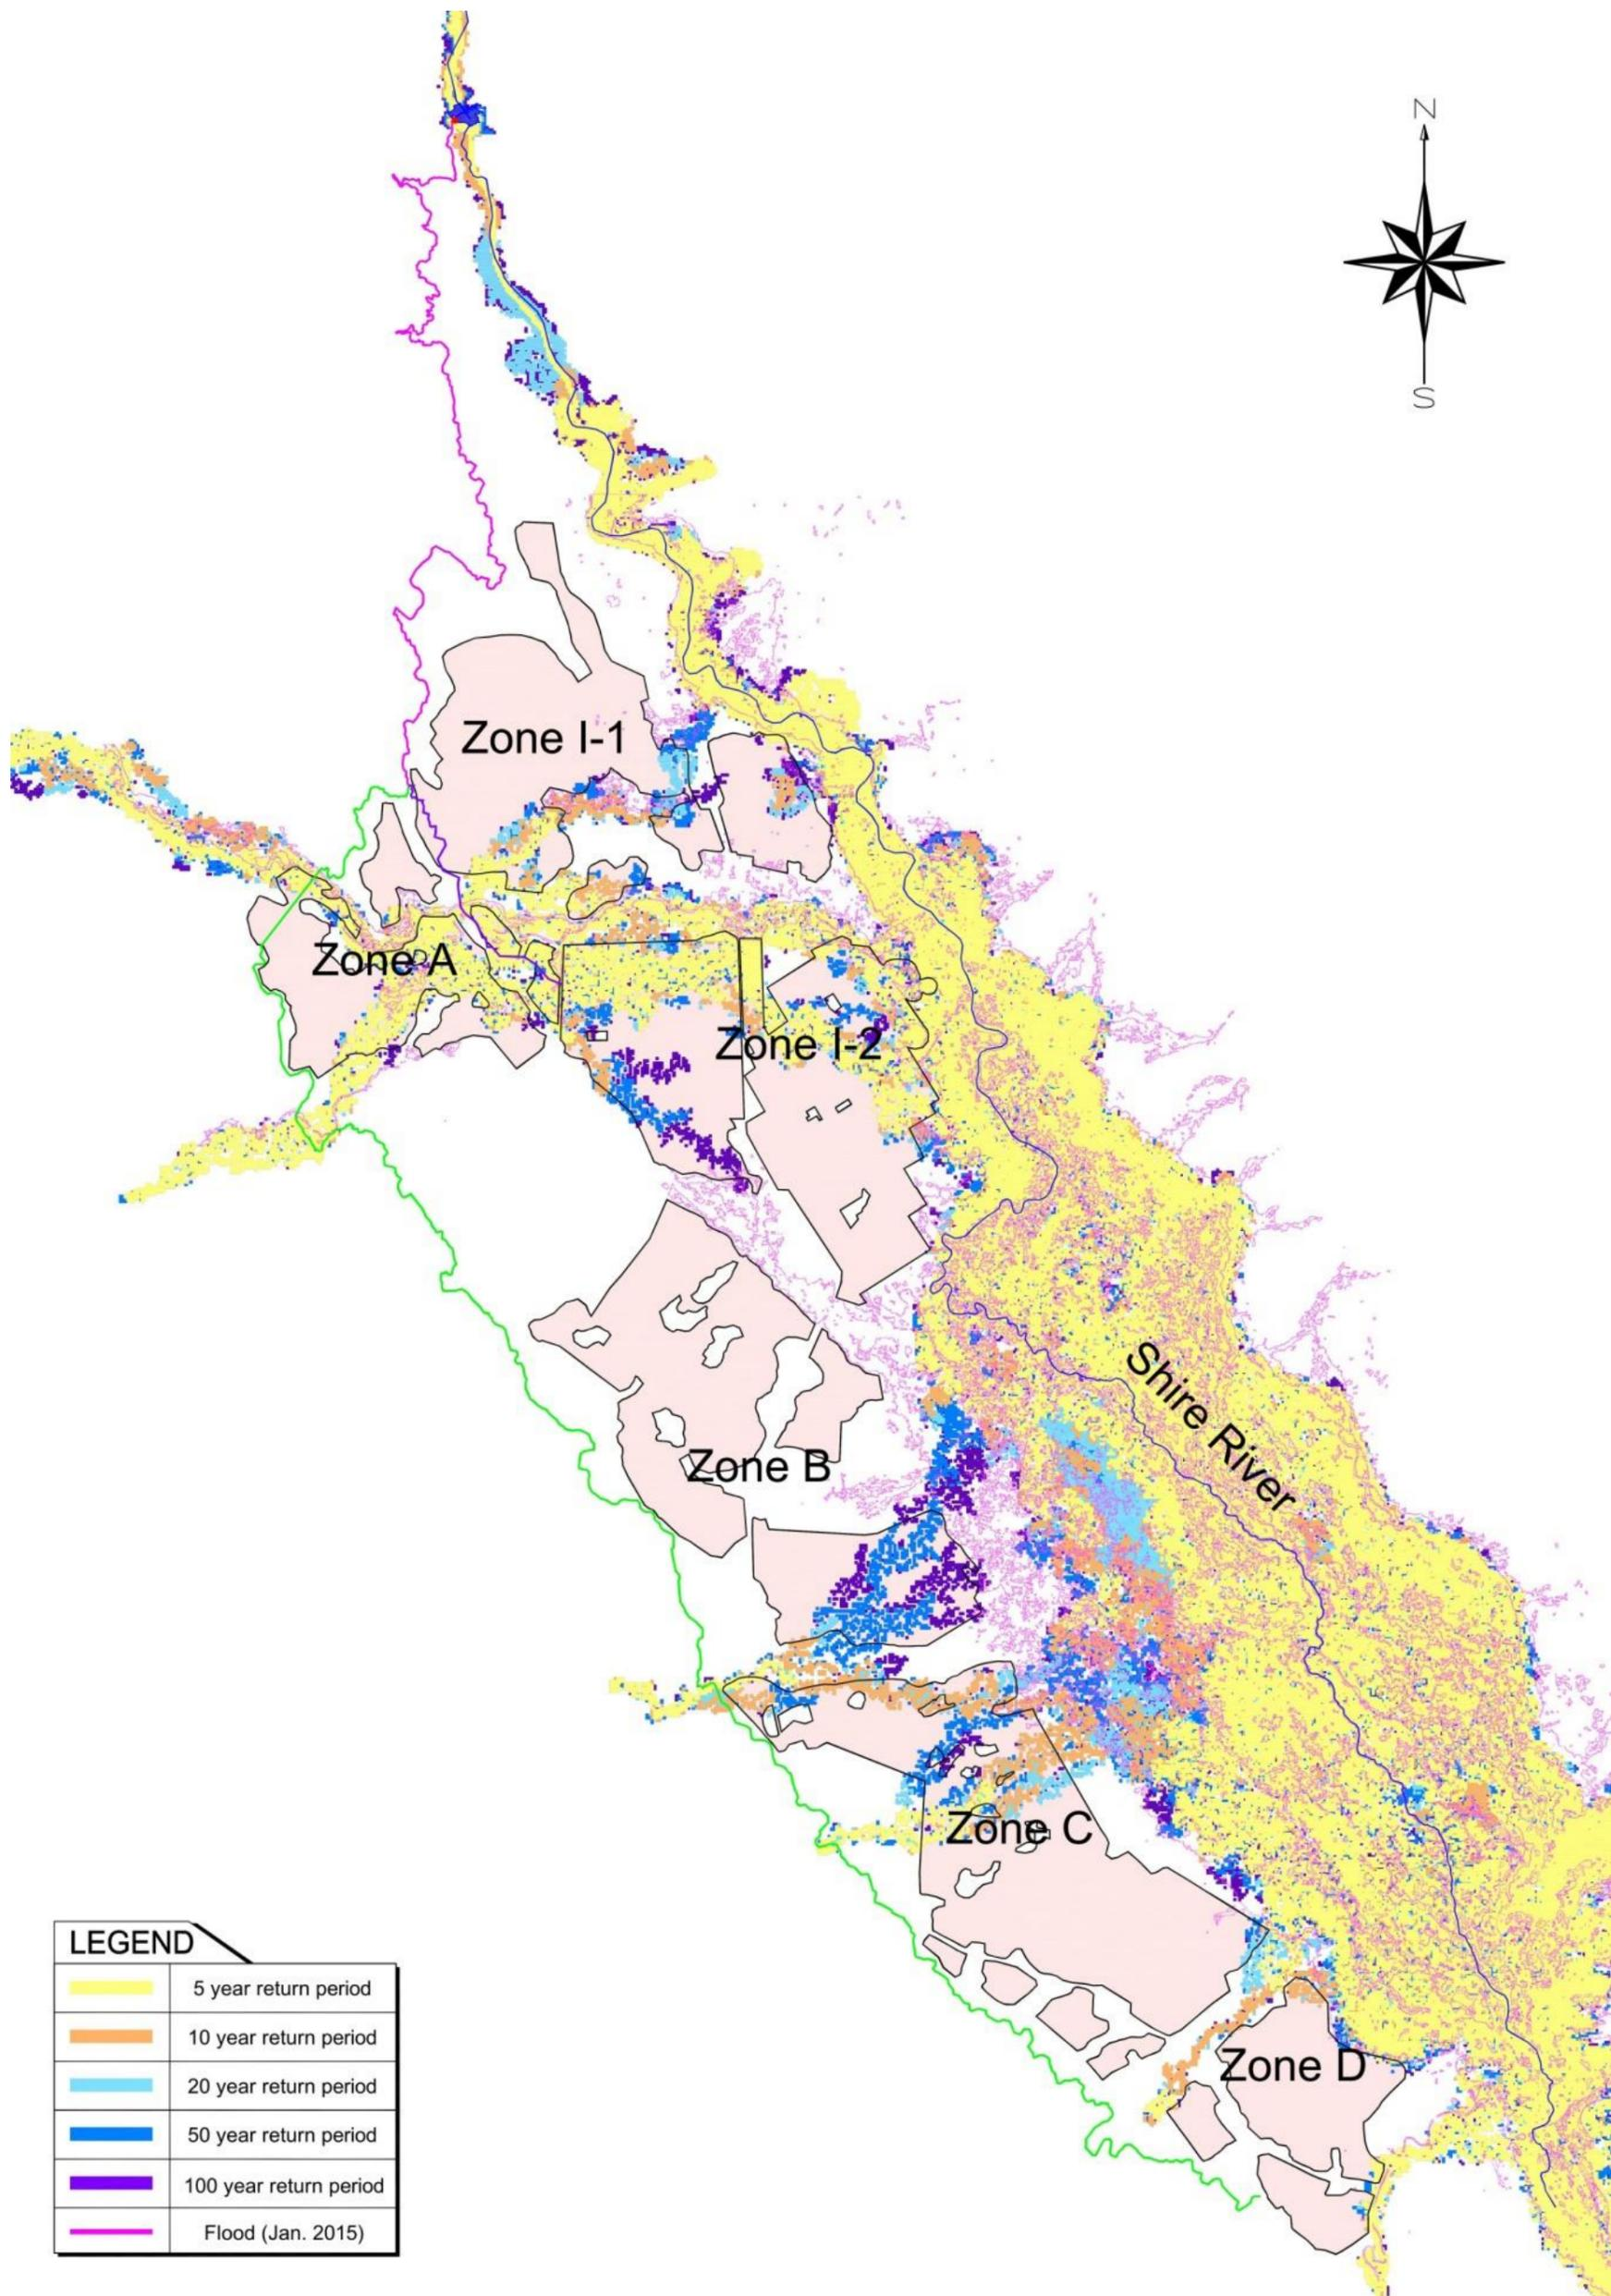 N
S
Zone I-1
Zone A
Zone I-2
Shire River
Zone B
Zone C
Zone D
LEGEND
5 year return period
10 year return period
20 year return period
50 year return period
100 year return period
Flood (Jan. 2015)